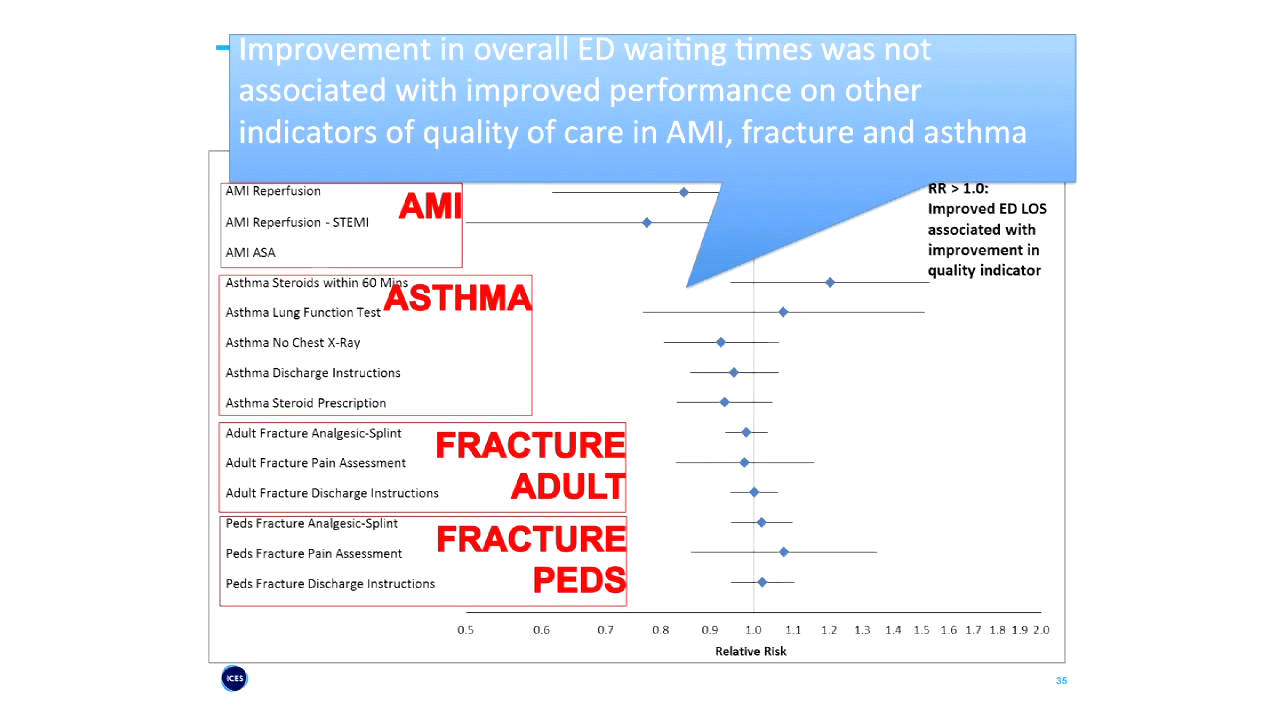 Improvement in overall ED waiting times was not
associated with improved performance on other
indicators of quality of care in AMI, fracture and asthma
RR > 1.0:
Improved ED LOS
associated with
improvement in
quality indicator
AMI Reperfusion
AMI
AMI Reperfusion - STEMI
AMI ASA
Asthma Steroids within 60 Mins
ASTHMA
Asthma Lung Function Test
Asthma No Chest X-Ray
Asthma Discharge Instructions
Asthma Steroid Prescription
Adult Fracture Analgesic-Splint
FRACTURE
Adult Fracture Pain Assessment
ADULT
Adult Fracture Discharge Instructions
Peds Fracture Analgesic-Splint
FRACTURE
Peds Fracture Pain Assessment
PEDS
Peds Fracture Discharge Instructions
0.5 0.6 0.7 0.8 0.9 1.0 1.1 1.2 1.3 1.4 1.5 1.6 1.7 1.8 1.9 2.0
Relative Risk
ICES
35